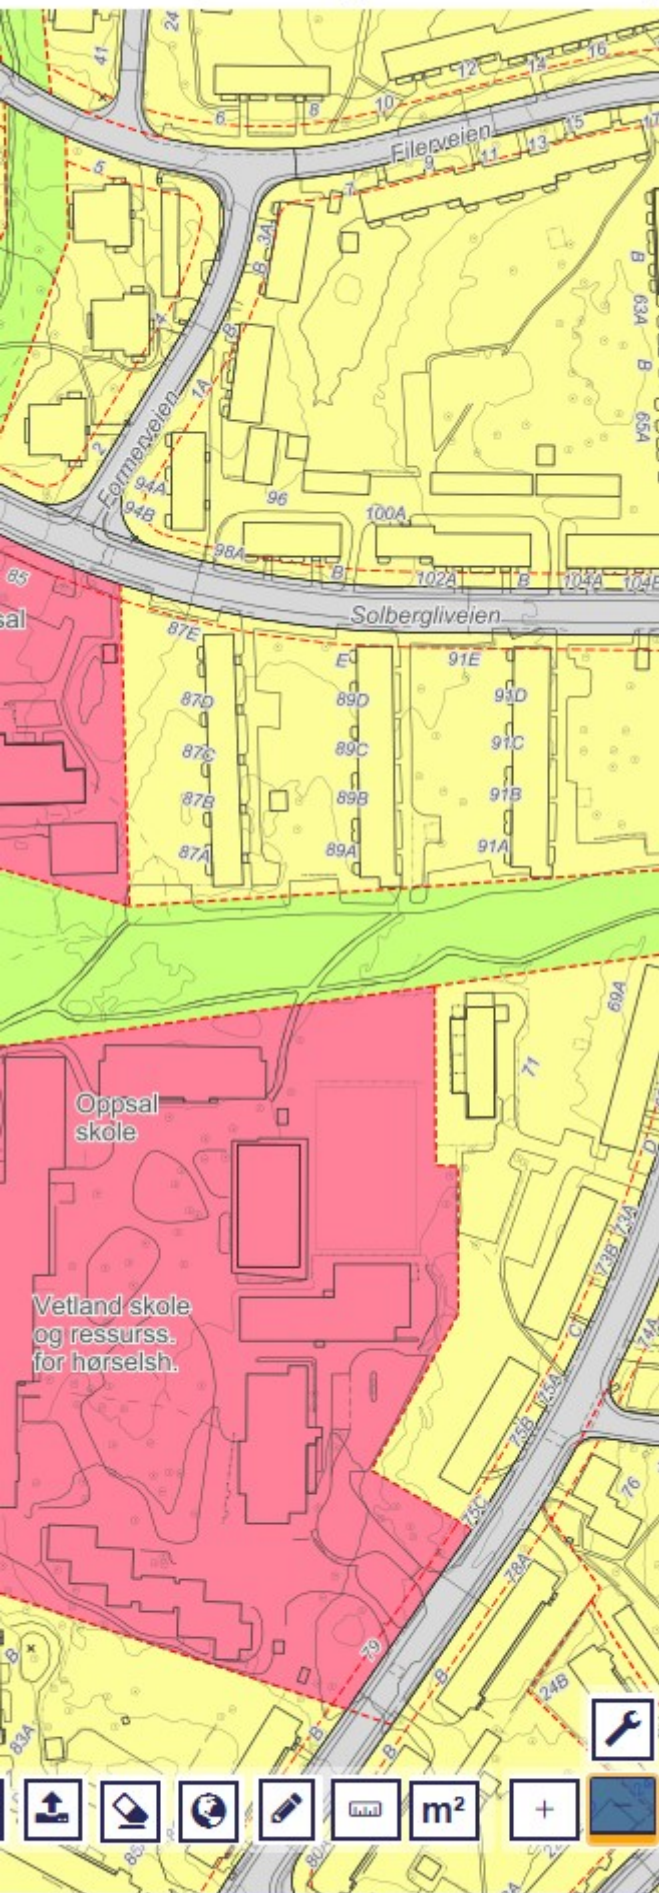 41
24
16
14
12
10
8
6
Filerveien
15
17
13
11
9
7
5
3A
B
B
63A
B
65A
4
B
1A
2
Formerveien
94A
94B
96
100A
98A
B
102A
B
104A
104B
85
Solbergliveien
87E
E
91E
87D
89D
91D
87C
89C
91C
87B
89B
91B
87A
89A
91A
69A
71
Oppsal
skole
D
73A
73B
Vetland skole
og ressurss.
for hørselsh.
C
74A
75A
75B
76
75C
78A
79
B
24B
B
83A
B
B
m²
+